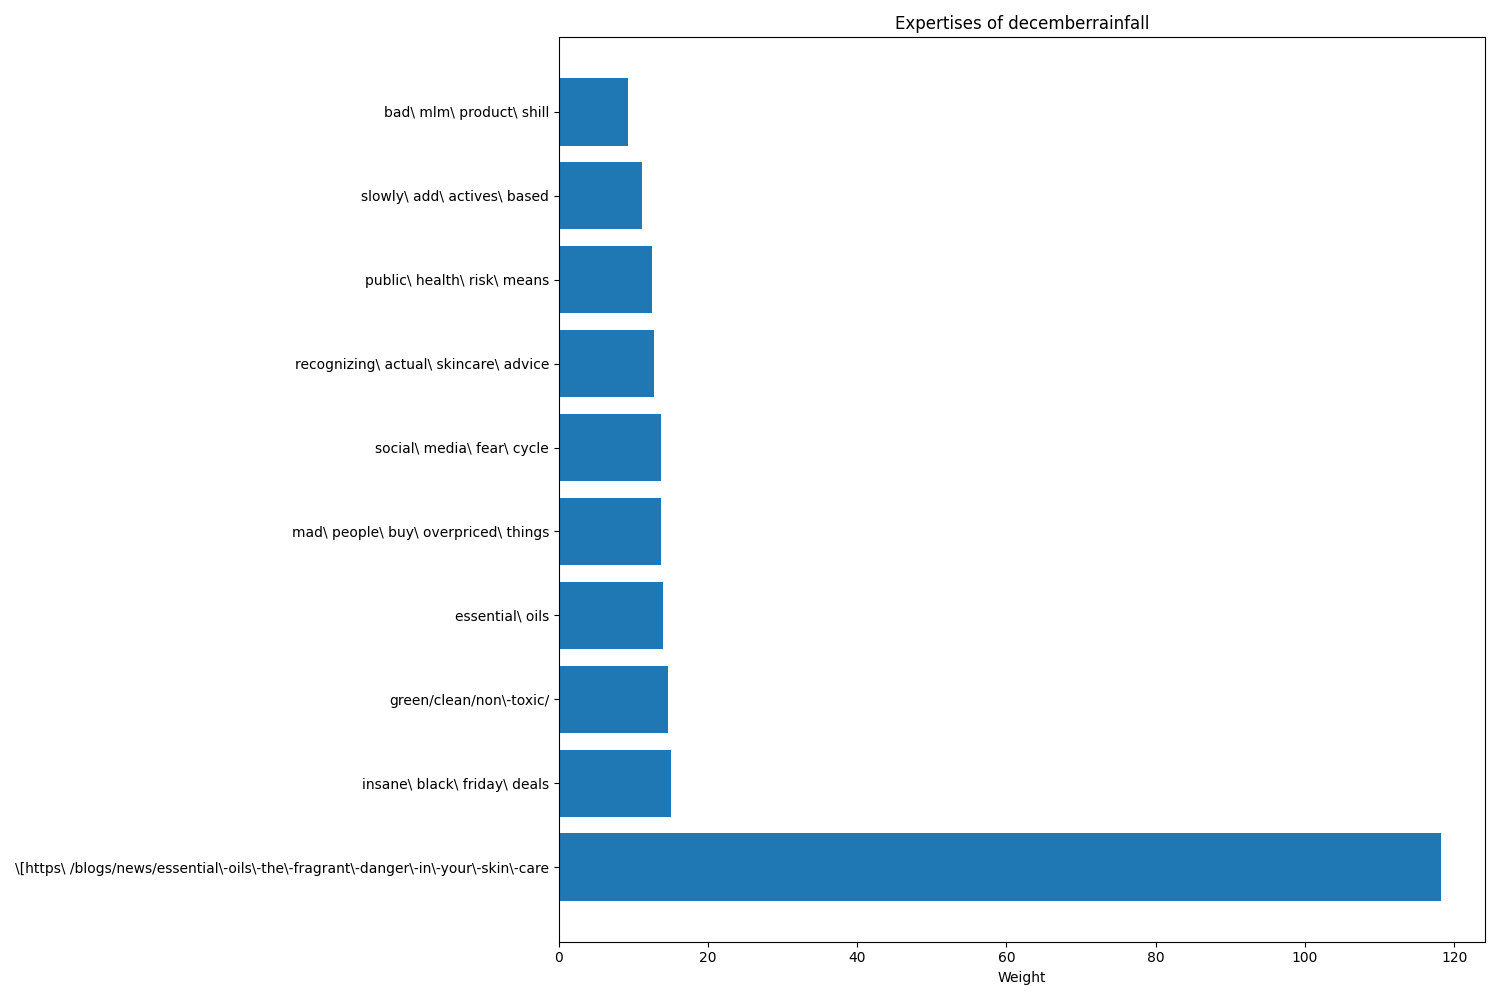 Expertises of decemberrainfall
bad\ mlm\ product\ shill
slowly\ add\ actives\ based
public\ health\ risk\ means
recognizing\ actual\ skincare\ advice
social\ media\ fear\ cycle
mad\ people\ buy\ overpriced\ things
essential\ oils
green/clean/non\-toxic/
insane\ black\ friday\ deals
\[https\ /blogs/news/essential\-oils\-the\-fragrant\-danger\-in\-your\-skin\-care
0 20 40 60 80 100 120
Weight